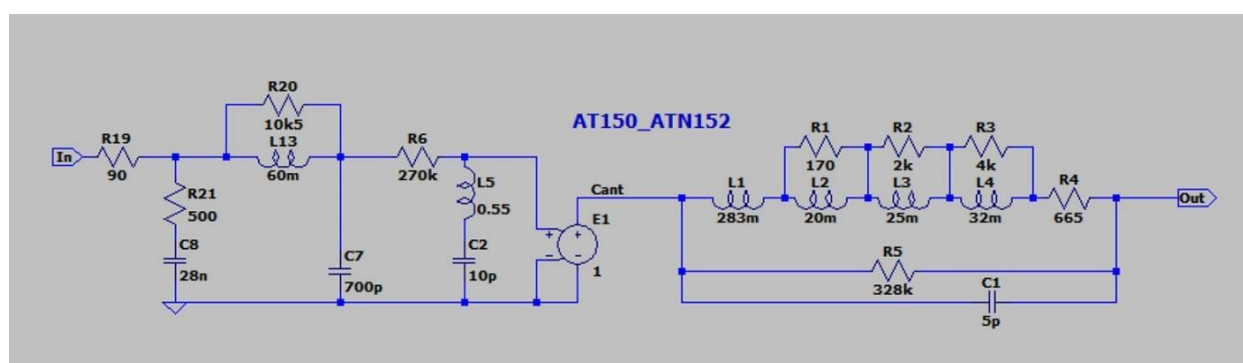 R20
10k5
AT150_ATN152
R19
In
90
L13
60m
R6
270k
R1
170
R2
2k
R3
4k
R21
500
L5
0.55
Cant
E1
+
-
+
-
1
L1
283m
L2
20m
L3
25m
L4
32m
R4
665
Out
C8
28n
C7
700p
C2
10p
R5
328k
C1
5p